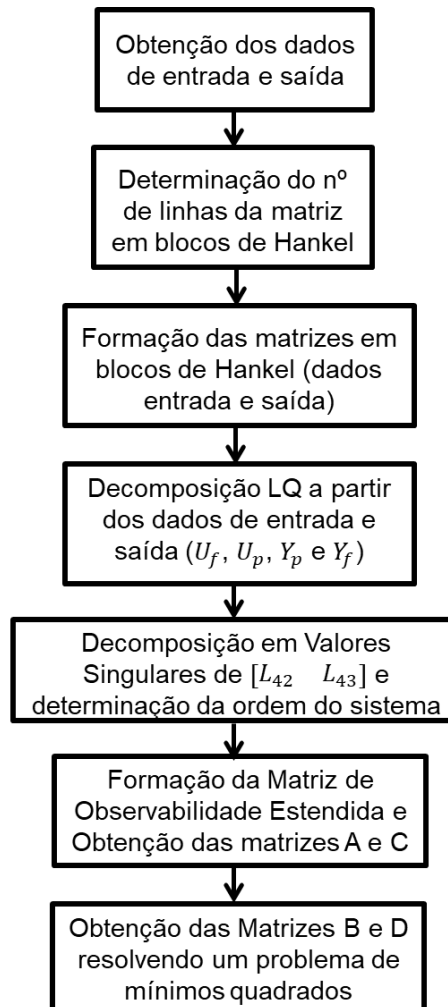 Obtenção dos dados
de entrada e saída
Determinação do nº
de linhas da matriz
em blocos de Hankel
Formação das matrizes em
blocos de Hankel (dados
entrada e saída)
Decomposição LQ a partir
dos dados de entrada e
saída (U_f, U_p, Y_p e Y_f)
Decomposição em Valores
Singulares de [L_42 L_43] e
determinação da ordem do sistema
Formação da Matriz de
Observabilidade Estendida e
Obtenção das matrizes A e C
Obtenção das Matrizes B e D
resolvendo um problema de
mínimos quadrados